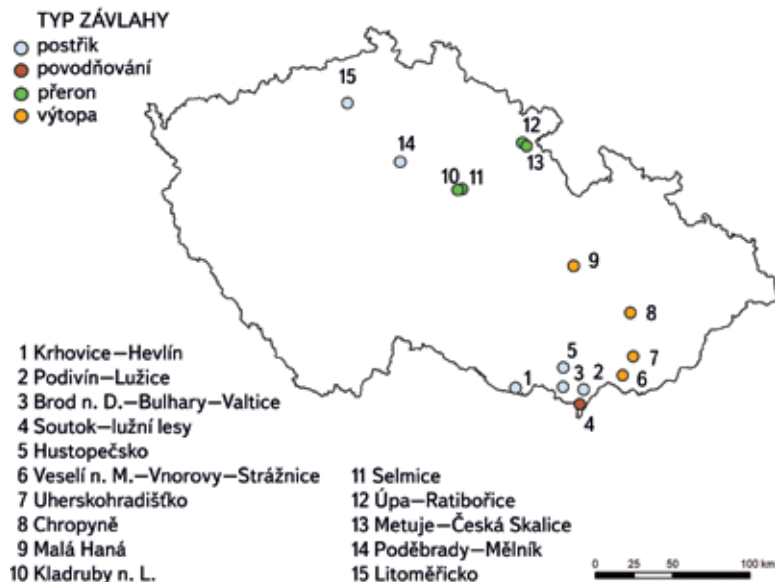 TYP ZÁVLAHY
postřik
povodňování
přeron
výtopa
15
14
12
13
10 11
9
8
7
6
5
3 2
1
4
1 Krhovice–Hevlín
2 Podivín–Lužice
3 Brod n. D.–Bulhary–Valtice
4 Soutok–lužní lesy
5 Hustopečsko
6 Veselí n. M.–Vnorovy–Strážnice
7 Uherskohradišťko
8 Chropyně
9 Malá Haná
10 Kladruby n. L.
11 Selmice
12 Úpa–Ratibořice
13 Metuje–Česká Skalice
14 Poděbrady–Mělník
15 Litoměřicko
0 25 50 100 km